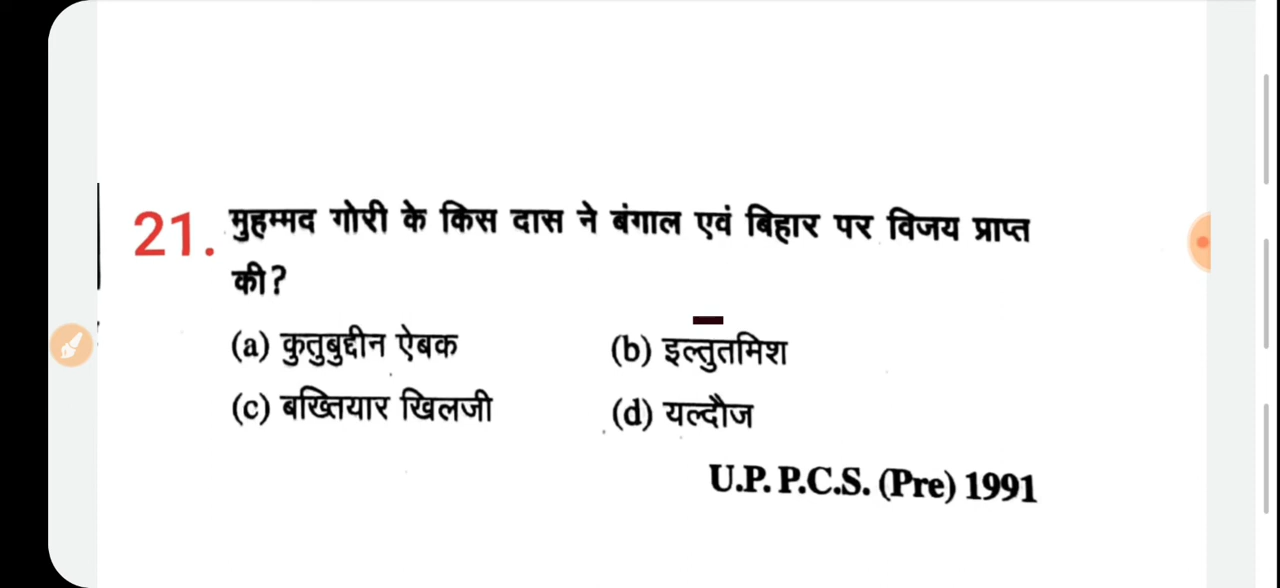 21. मुहम्मद गोरी के किस दास ने बंगाल एवं बिहार पर विजय प्राप्त
की?
(a) कुतुबुद्दीन ऐबक (b) इल्तुतमिश
(c) बख्तियार खिलजी (d) यल्दौज
U.P. P.C.S. (Pre) 1991